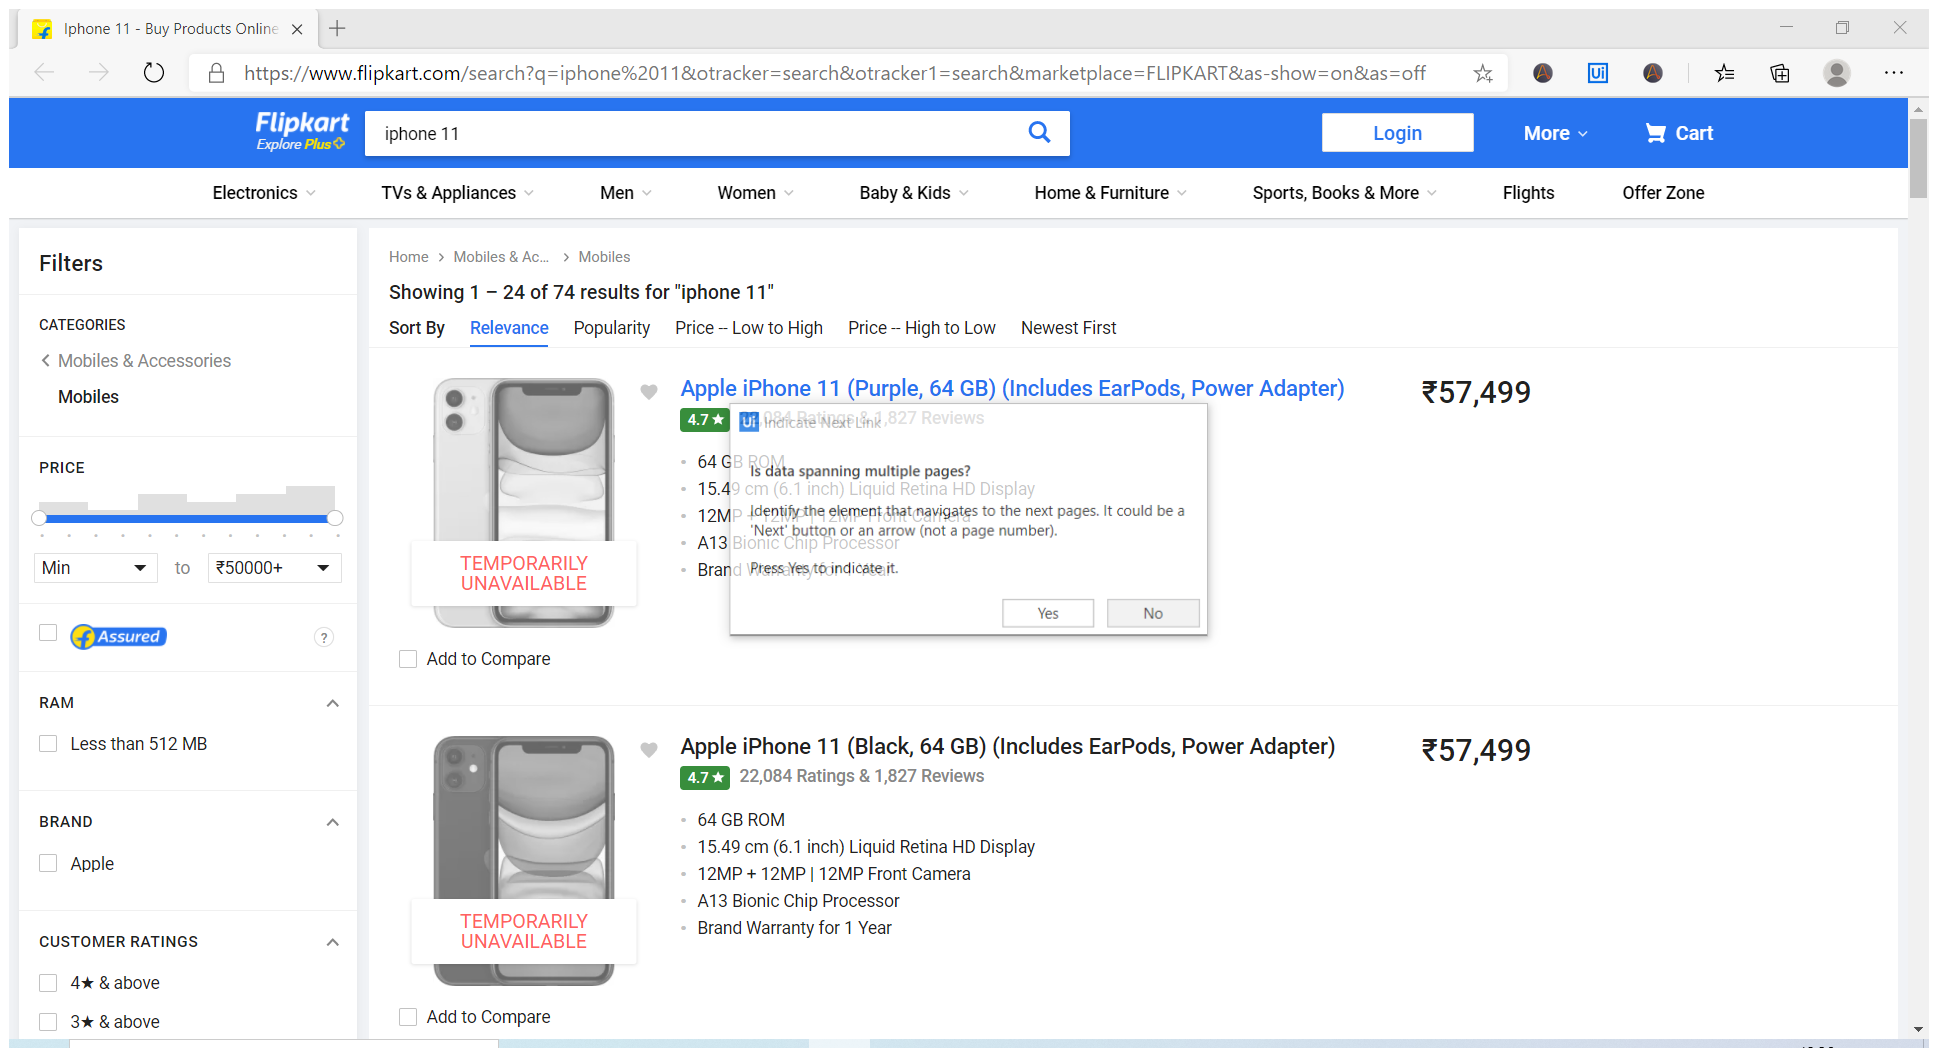 Iphone 11 - Buy Products Online
https://www.flipkart.com/search?q=iphone%2011&otracker=search&otracker1=search&marketplace=FLIPKART&as-show=on&as=off
Ui
Flipkart
Explore Plus
iphone 11
Login
More
Cart
Electronics
TVs & Appliances
Men
Women
Baby & Kids
Home & Furniture
Sports, Books & More
Flights
Offer Zone
Filters
CATEGORIES
Mobiles & Accessories
Mobiles
PRICE
Min
to
₹50000+
Assured
?
RAM
Less than 512 MB
BRAND
Apple
CUSTOMER RATINGS
4★ & above
3★ & above
Home
Mobiles & Ac...
Mobiles
Showing 1 – 24 of 74 results for "iphone 11"
Sort By
Relevance
Popularity
Price -- Low to High
Price -- High to Low
Newest First
Apple iPhone 11 (Purple, 64 GB) (Includes EarPods, Power Adapter)
₹57,499
4.7★
,084 Ratings & 1,827 Reviews
64 GB ROM
15.49 cm (6.1 inch) Liquid Retina HD Display
12MP + 12MP | 12MP Front Camera
A13 Bionic Chip Processor
Brand Warranty for 1 Year
TEMPORARILY
UNAVAILABLE
Add to Compare
Ui Indicate Next Link
Is data spanning multiple pages?
Identify the element that navigates to the next pages. It could be a
'Next' button or an arrow (not a page number).
Press Yes to indicate it.
Yes
No
Apple iPhone 11 (Black, 64 GB) (Includes EarPods, Power Adapter)
₹57,499
4.7★
22,084 Ratings & 1,827 Reviews
64 GB ROM
15.49 cm (6.1 inch) Liquid Retina HD Display
12MP + 12MP | 12MP Front Camera
A13 Bionic Chip Processor
Brand Warranty for 1 Year
TEMPORARILY
UNAVAILABLE
Add to Compare